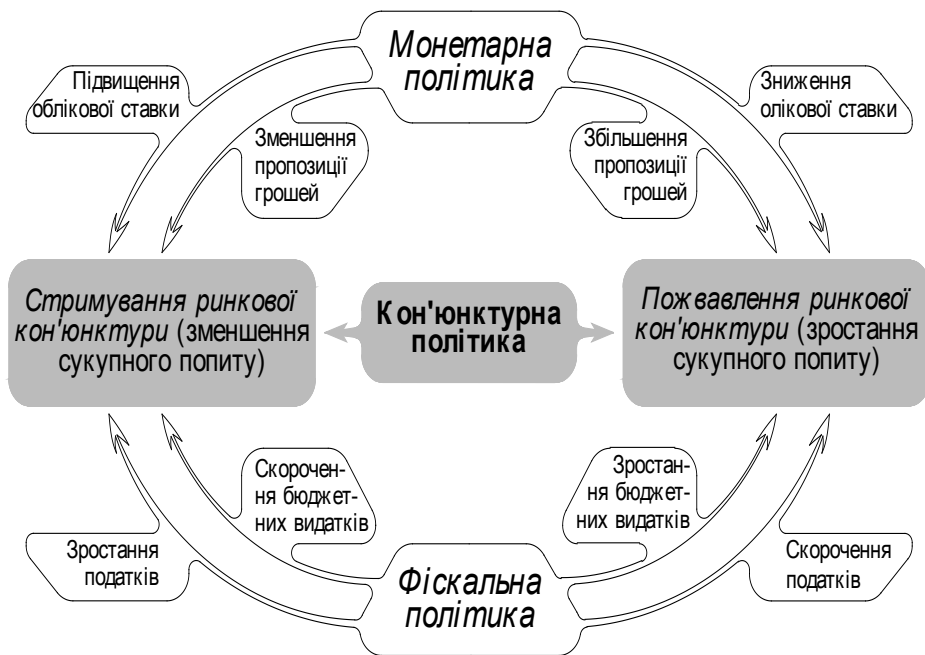 Монетарна
політика
Підвищення
облікової ставки
Зниження
олікової ставки
Зменшення
пропозиції
грошей
Збільшення
пропозиції
грошей
Стримування ринкової
кон'юнктури (зменшення
сукупного попиту)
Кон'юнктурна
політика
Пожвавлення ринкової
кон'юнктури (зростання
сукупного попиту)
Скорочен-
ня бюджет-
них видатків
Зростан-
ня бюджет-
них видатків
Зростання
податків
Скорочення
податків
Фіскальна
політика